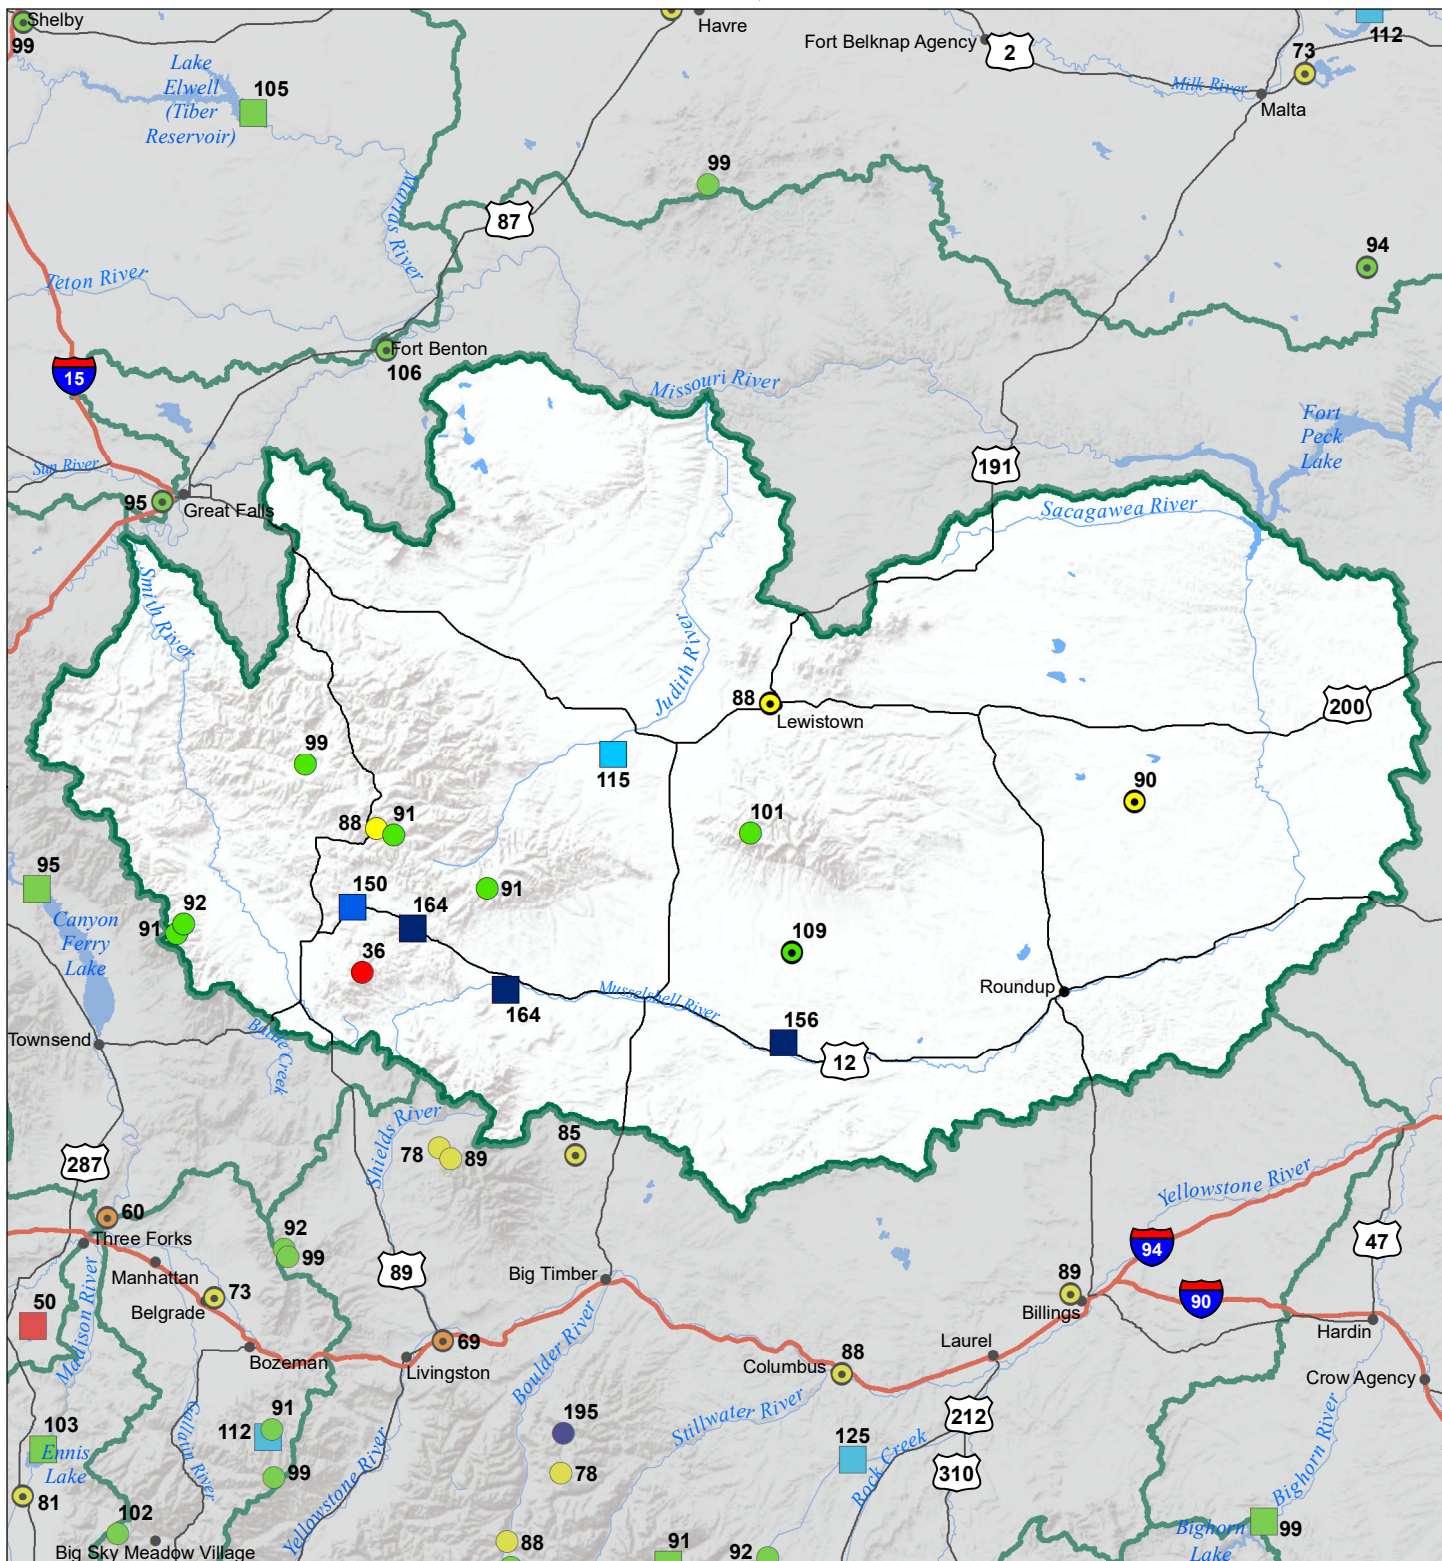 Shelby
99
Havre
Fort Belknap Agency
2
73
112
Lake
Elwell
(Tiber
Reservoir)
105
Milk River
Malta
99
Marias River
87
94
Teton River
15
Fort Benton
106
Missouri River
Fort
Peck
Lake
Sun River
95
Great Falls
191
Sacagawea River
Smith River
Judith River
88
Lewistown
200
99
115
90
88
91
101
95
150
164
91
92
91
Canyon
Ferry
Lake
36
109
164
Musselshell River
Roundup
156
12
Townsend
Battle Creek
Shields River
78
89
85
287
60
Three Forks
92
99
Yellowstone River
94
47
Manhattan
73
Belgrade
89
Big Timber
89
Billings
90
50
Madison River
69
Livingston
Bozeman
Boulder River
Columbus
88
Laurel
Hardin
Crow Agency
91
112
103
Ennis
Lake
Gallatin River
99
195
78
Stillwater River
125
212
Rock Creek
310
Bighorn River
81
102
Yellowstone River
Big Sky Meadow Village
88
91
92
Bighorn
Lake
99